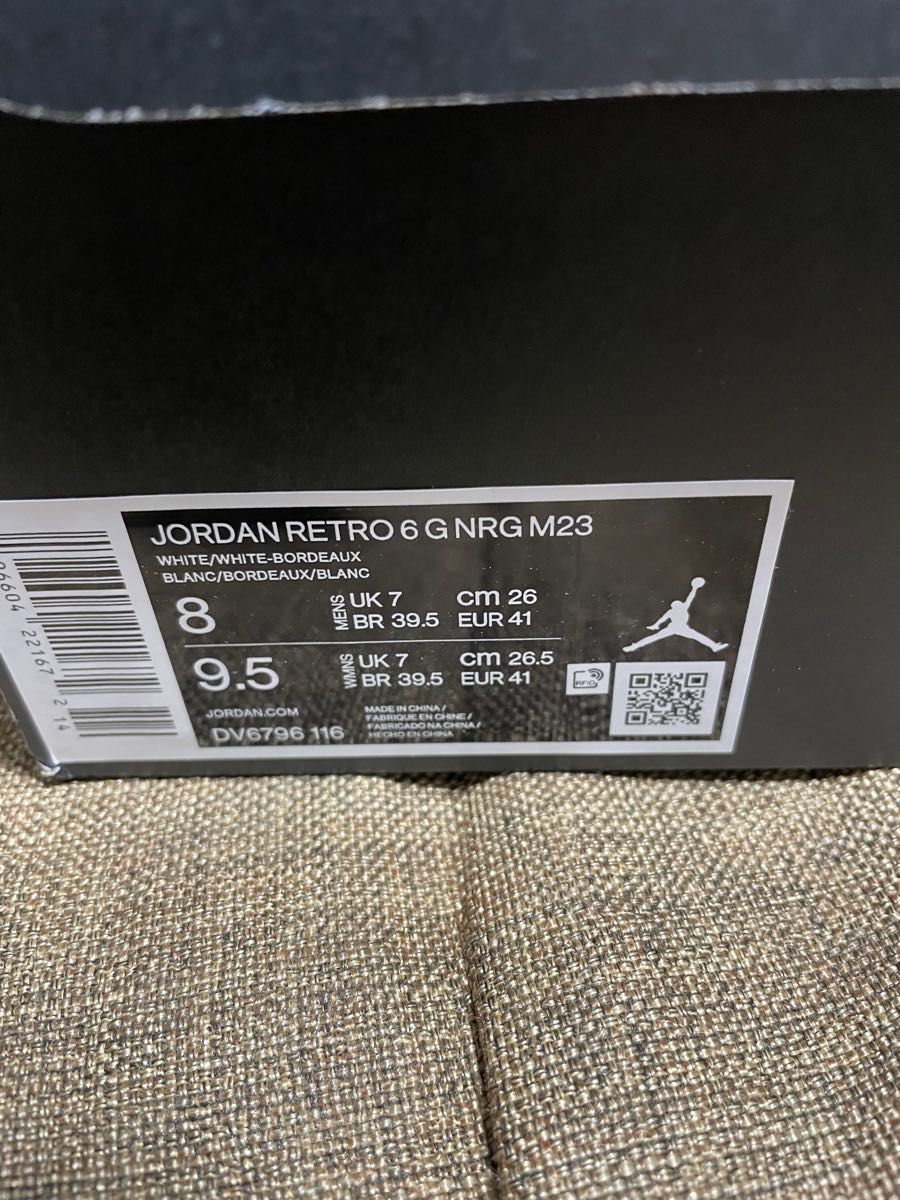 JORDAN RETRO 6 G NRG M23
WHITE/WHITE-BORDEAUX
BLANC/BORDEAUX/BLANC
8 MENS UK 7 cm 26
BR 39.5 EUR 41
9.5 WMNS UK 7 cm 26.5
BR 39.5 EUR 41
RFID
JORDAN.COM
DV6796 116
MADE IN CHINA /
FABRIQUE EN CHINE /
FABRICADO NA CHINA /
HECHO EN CHINA
22167 214